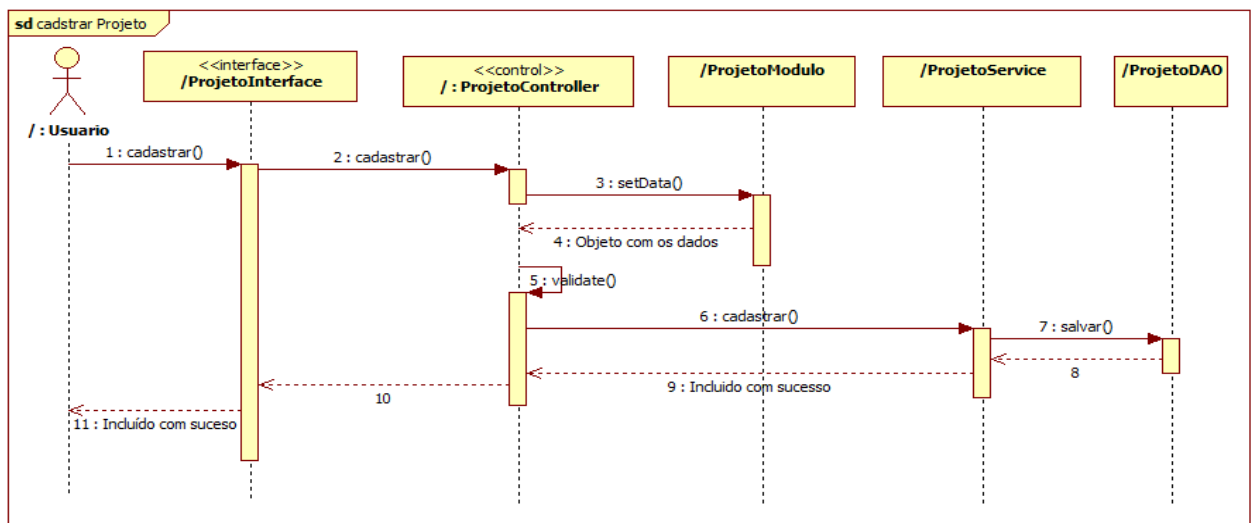 sd cadstrar Projeto
<<interface>>
/ProjetoInterface
<<control>>
/ : ProjetoController
/ProjetoModulo
/ProjetoService
/ProjetoDAO
/ : Usuario
1 : cadastrar()
2 : cadastrar()
3 : setData()
4 : Objeto com os dados
5 : validate()
6 : cadastrar()
7 : salvar()
8
9 : Incluido com sucesso
10
11 : Incluído com suceso